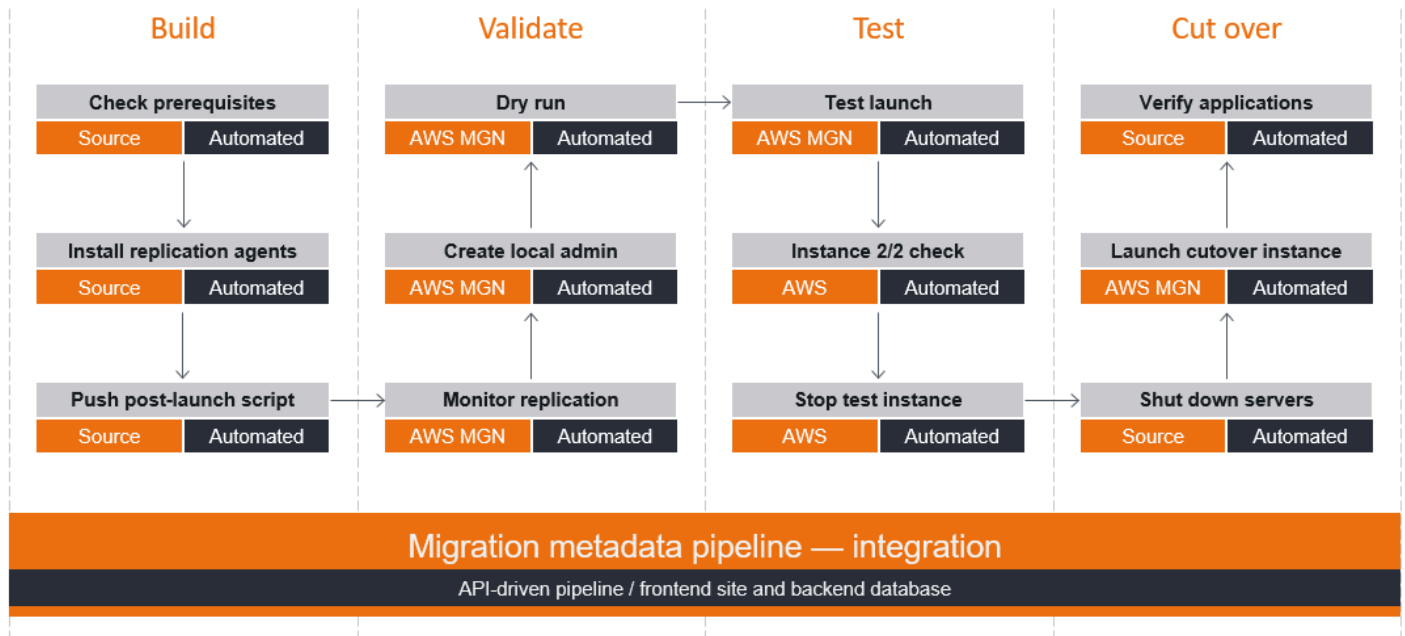 Build
Validate
Test
Cut over
Check prerequisites
Source Automated
Install replication agents
Source Automated
Push post-launch script
Source Automated
Dry run
AWS MGN Automated
Create local admin
AWS MGN Automated
Monitor replication
AWS MGN Automated
Test launch
AWS MGN Automated
Instance 2/2 check
AWS Automated
Stop test instance
AWS Automated
Verify applications
Source Automated
Launch cutover instance
AWS MGN Automated
Shut down servers
Source Automated
Migration metadata pipeline — integration
API-driven pipeline / frontend site and backend database